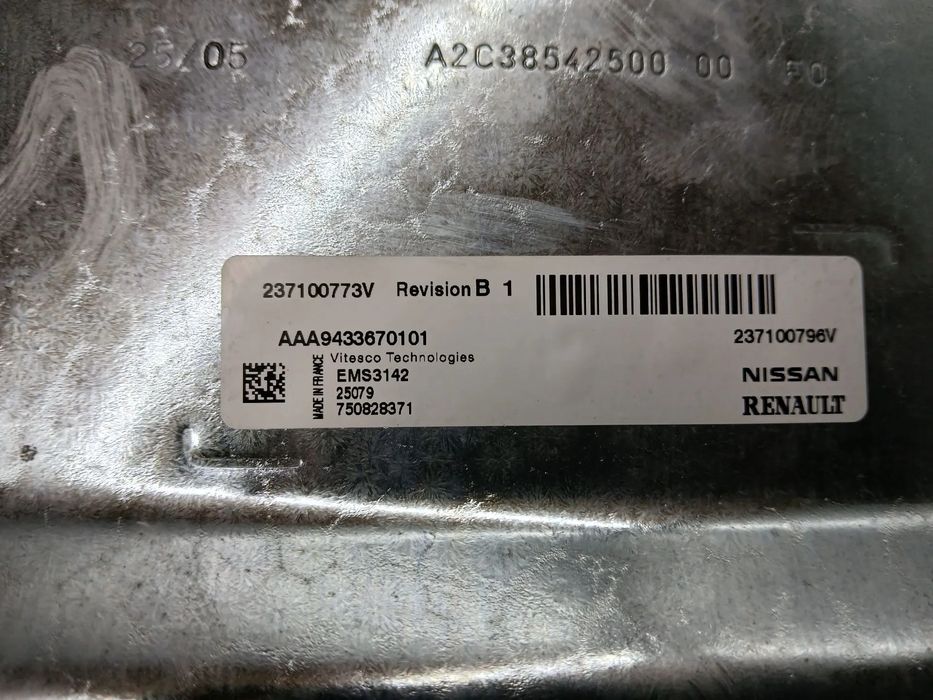 25/05 A2C38542500 00 E0
237100773V Revision B 1
AAA9433670101
237100796V
MADE IN FRANCE
Vitesco Technologies
EMS3142
25079
750828371
NISSAN
RENAULT